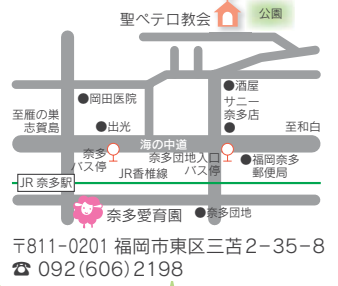 聖ペテロ教会
公園
●岡田医院
●酒屋
サニー
奈多店
至雁の巣
志賀島
●出光
至和白
海の中道
奈多
バス停
奈多団地入口
バス停
●福岡奈多
郵便局
JR香椎線
JR 奈多駅
奈多愛育園
●奈多団地
〒811-0201 福岡市東区三苫2-35-8
☎ 092(606)2198